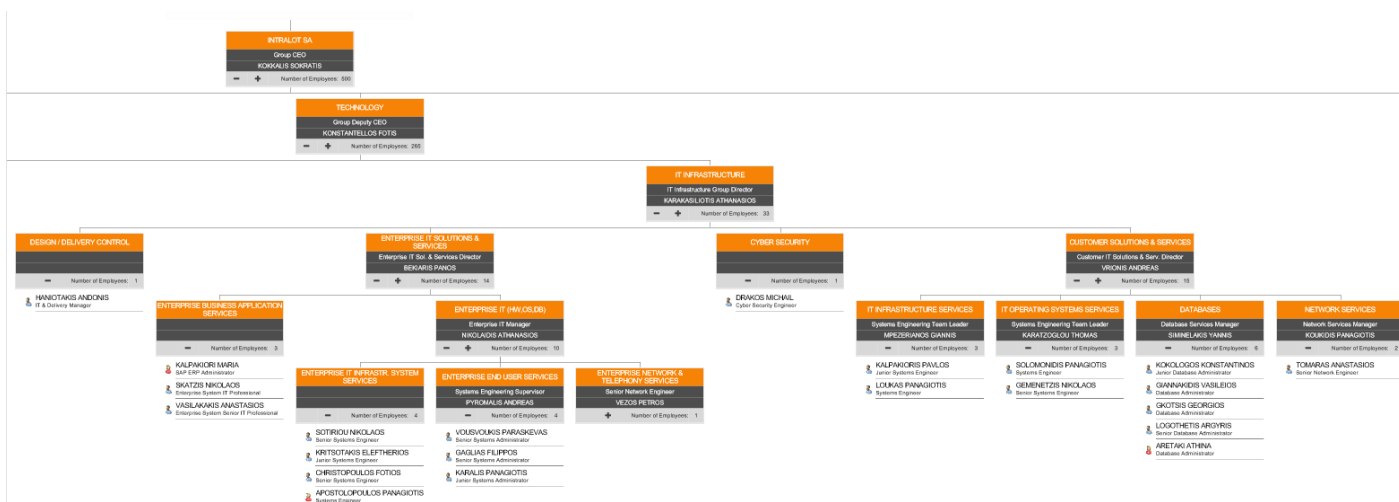 INTRALOT SA
Group CEO
KOKKALIS SOKRATIS
Number of Employees: 500
TECHNOLOGY
Group Deputy CEO
KONSTANTELLOS FOTIS
Number of Employees: 260
IT INFRASTRUCTURE
IT Infrastructure Group Director
KARAKASILIOTIS ATHANASIOS
Number of Employees: 33
DESIGN / DELIVERY CONTROL
Number of Employees: 1
HANIOTAKIS ANDONIS
IT & Delivery Manager
ENTERPRISE IT SOLUTIONS &
SERVICES
Enterprise IT Sol. & Services Director
BEKIARIS PANOS
Number of Employees: 14
CYBER SECURITY
Number of Employees: 1
DRAKOS MICHAIL
Cyber Security Engineer
CUSTOMER SOLUTIONS & SERVICES
Customer IT Solutions & Serv. Director
VRIONIS ANDREAS
Number of Employees: 15
ENTERPRISE BUSINESS APPLICATION
SERVICES
Number of Employees: 3
KALPAKIORI MARIA
SAP ERP Administrator
SKATZIS NIKOLAOS
Enterprise System IT Professional
VASILAKAKIS ANASTASIOS
Enterprise System Senior IT Professional
ENTERPRISE IT (HW,OS,DB)
Enterprise IT Manager
NIKOLAIDIS ATHANASIOS
Number of Employees: 10
ENTERPRISE IT INFRASTR. SYSTEM
SERVICES
Number of Employees: 4
SOTIRIOU NIKOLAOS
Senior Systems Engineer
KRITSOTAKIS ELEFTHERIOS
Junior Systems Engineer
CHRISTOPOULOS FOTIOS
Senior Systems Engineer
APOSTOLOPOULOS PANAGIOTIS
Systems Engineer
ENTERPRISE END USER SERVICES
Systems Engineering Supervisor
PYROMALIS ANDREAS
Number of Employees: 4
VOUSVOUKIS PARASKEVAS
Senior Systems Administrator
GAGLIAS FILIPPOS
Senior Systems Administrator
KARALIS PANAGIOTIS
Junior Systems Administrator
ENTERPRISE NETWORK &
TELEPHONY SERVICES
Senior Network Engineer
VEZOS PETROS
Number of Employees: 1
IT INFRASTRUCTURE SERVICES
Systems Engineering Team Leader
MPEZERIANOS GIANNIS
Number of Employees: 3
KALPAKIORIS PAVLOS
Junior Systems Engineer
LOUKAS PANAGIOTIS
Systems Engineer
IT OPERATING SYSTEMS SERVICES
Systems Engineering Team Leader
KARATZOGLOU THOMAS
Number of Employees: 3
SOLOMONIDIS PANAGIOTIS
Systems Engineer
GEMENETZIS NIKOLAOS
Senior Systems Engineer
DATABASES
Database Services Manager
SIMINELAKIS YANNIS
Number of Employees: 6
KOKOLOGOS KONSTANTINOS
Junior Database Administrator
GIANNAKIDIS VASILEIOS
Database Administrator
GKOTSIS GEORGIOS
Database Administrator
LOGOTHETIS ARGYRIS
Senior Database Administrator
ARETAKI ATHINA
Database Administrator
NETWORK SERVICES
Network Services Manager
KOUKIDIS PANAGIOTIS
Number of Employees: 2
TOMARAS ANASTASIOS
Senior Network Engineer